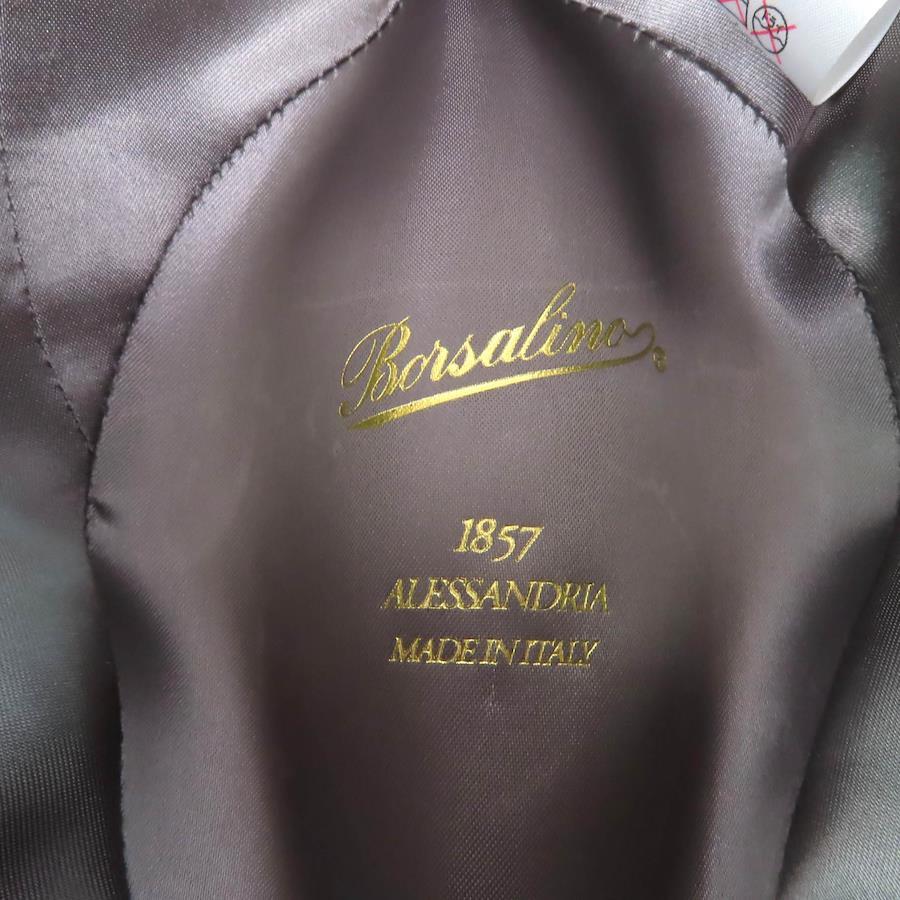 Borsalino®
1857
ALESSANDRIA
MADE IN ITALY